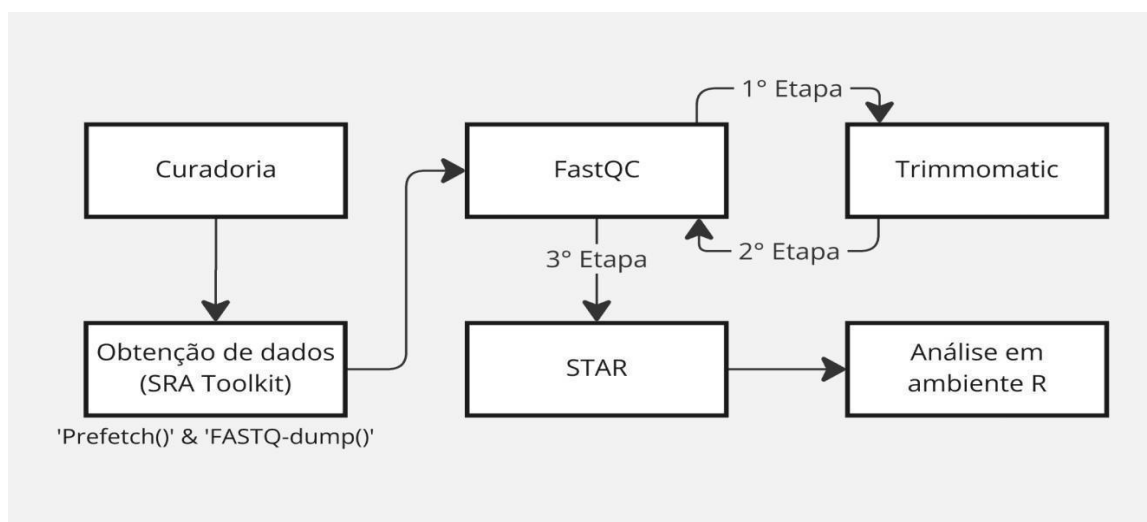 Curadoria
Obtenção de dados
(SRA Toolkit)
'Prefetch()' & 'FASTQ-dump()'
FastQC
1° Etapa
Trimmomatic
2° Etapa
3° Etapa
STAR
Análise em
ambiente R